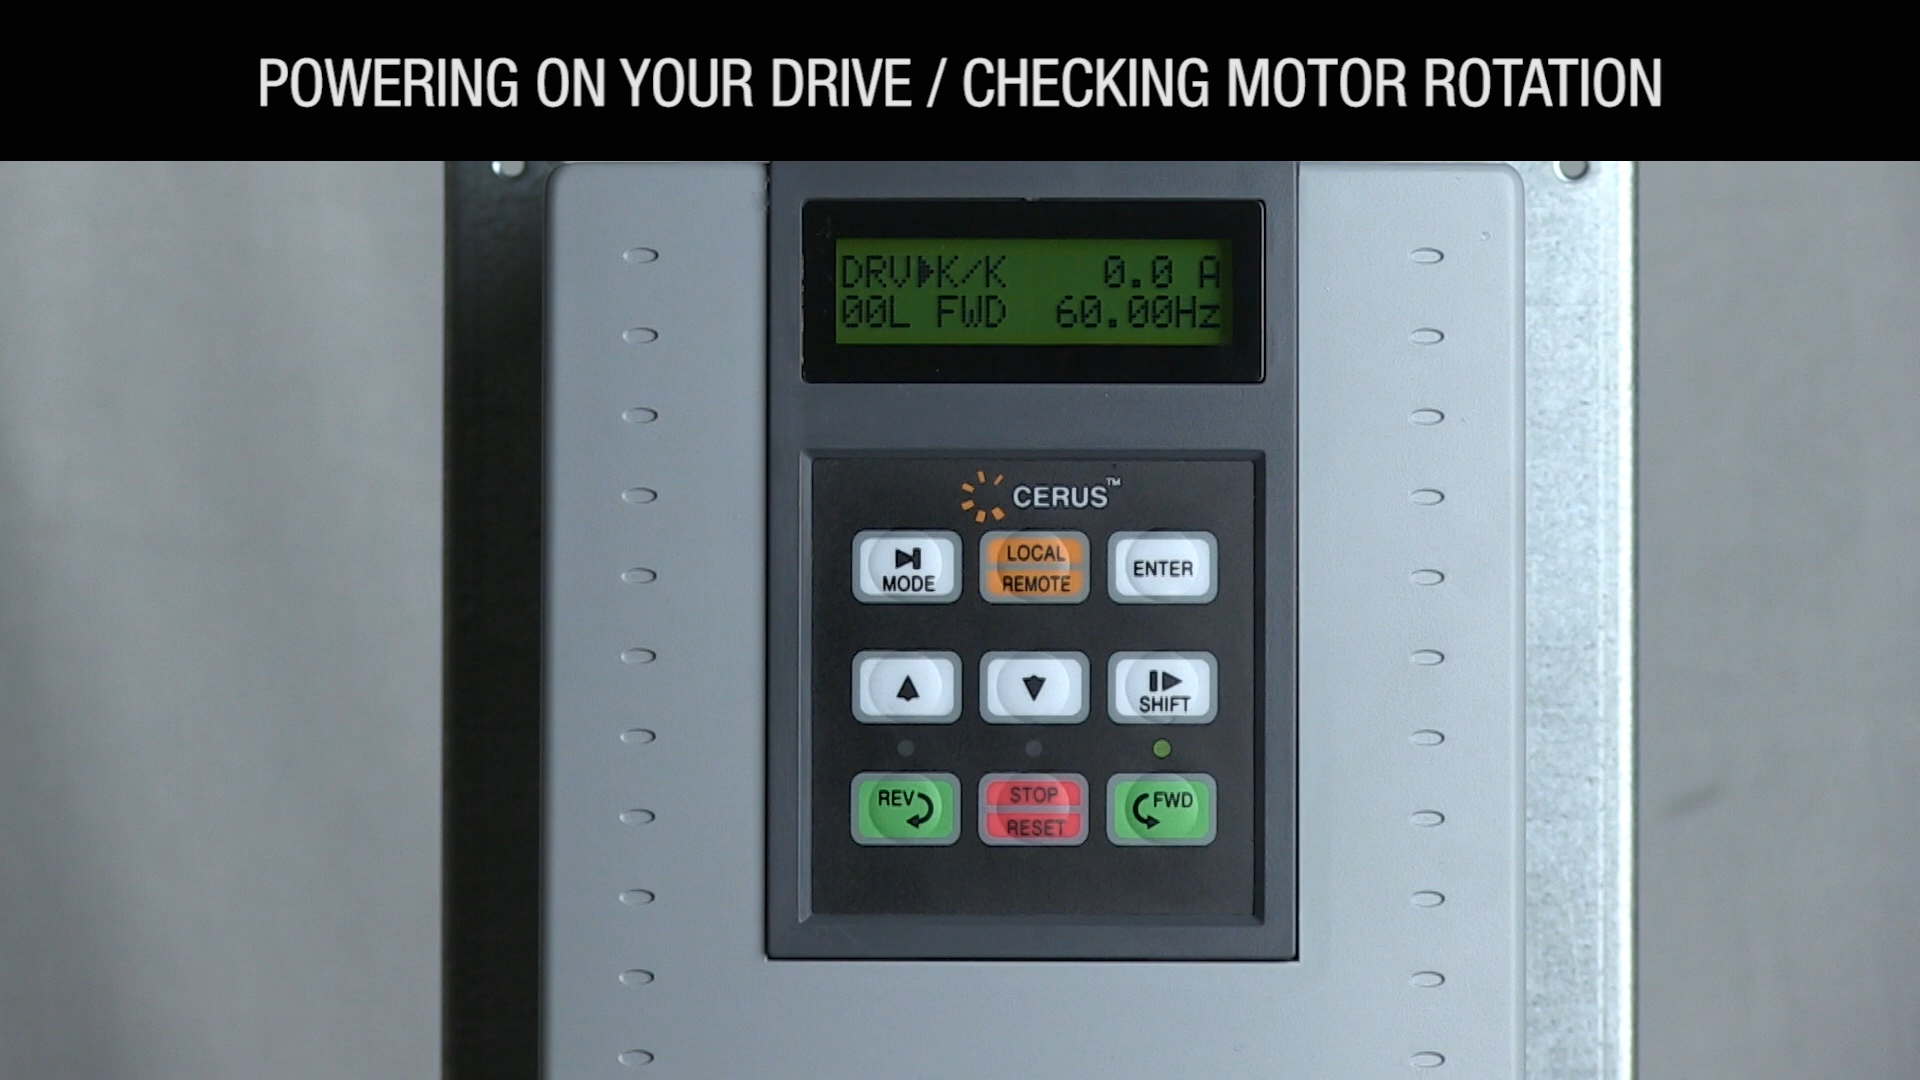 POWERING ON YOUR DRIVE / CHECKING MOTOR ROTATION
DRV▶K/K 0.0 A
00L FWD 60.00Hz
CERUS™
MODE
LOCAL
REMOTE
ENTER
SHIFT
REV
STOP
RESET
FWD